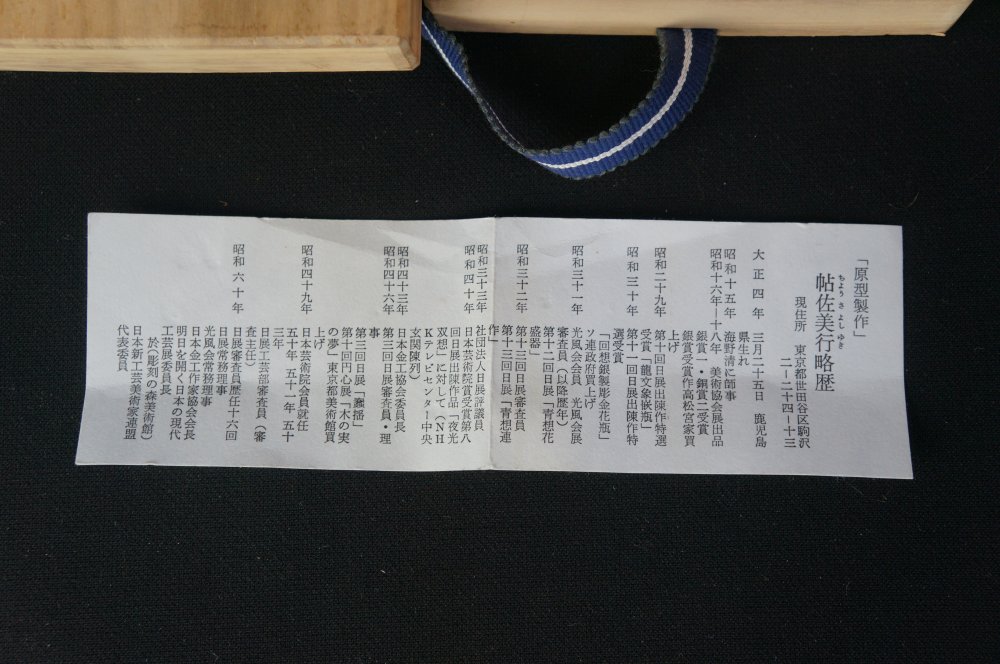 「原型製作」
ちょうさよしゆき
帖佐美行略歴
現住所　東京都世田谷区駒沢
二ー二四ー十三
大正四年　三月二十五日　鹿児島
県生れ
昭和十五年　海野清に師事
昭和十六年ー十八年　美術協会展出品
銀賞一・銅賞二受賞
銀賞受賞作高松宮家買
上げ
昭和二十九年　第十回日展出陳作特選
受賞「龍文象嵌瓶」
昭和三十年　第十一回日展出陳作特
選受賞
「回想銀製彫金花瓶」
ソ連政府買上げ
昭和三十一年　光風会会員　光風会展
審査員（以降歴年）
第十二回日展「青想花
盛器」
昭和三十二年　第十三回日展審査員
第十三回日展「青想連
作」
昭和三十三年　社団法人日展評議員
昭和四十年　日本芸術院賞受賞第八
回日展出陳作品「夜光
双想」に対して（ＮＨ
Ｋテレビセンター中央
玄関陳列）
昭和四十三年　日本金工協会委員長
昭和四十六年　第三回日展審査員・理
事
第三回日展「翻揺」
第十回円心展「木の実
の夢」東京都美術館買
上げ
昭和四十九年　日本芸術院会員就任
五十年　五十一年　五十
三年
日展工芸部審査員（審
査主任）
昭和六十年　日展審査員歴任十六回
日展常務理事
光風会常務理事
日本金工作家協会会長
明日を開く日本の現代
工芸展委員長
於（彫刻の森美術館）
日本新工芸美術家連盟
代表委員